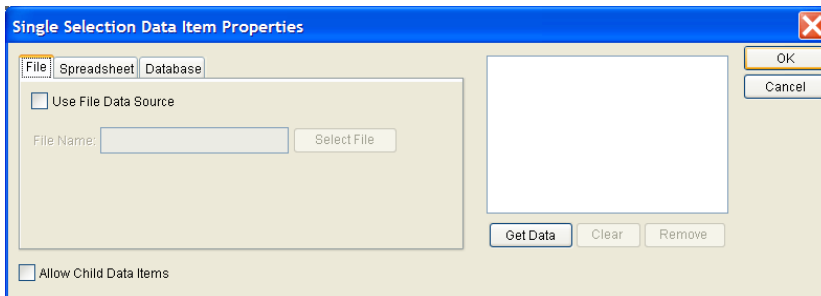 Single Selection Data Item Properties
File Spreadsheet Database
Use File Data Source
File Name: Select File
Allow Child Data Items
Get Data Clear Remove
OK
Cancel